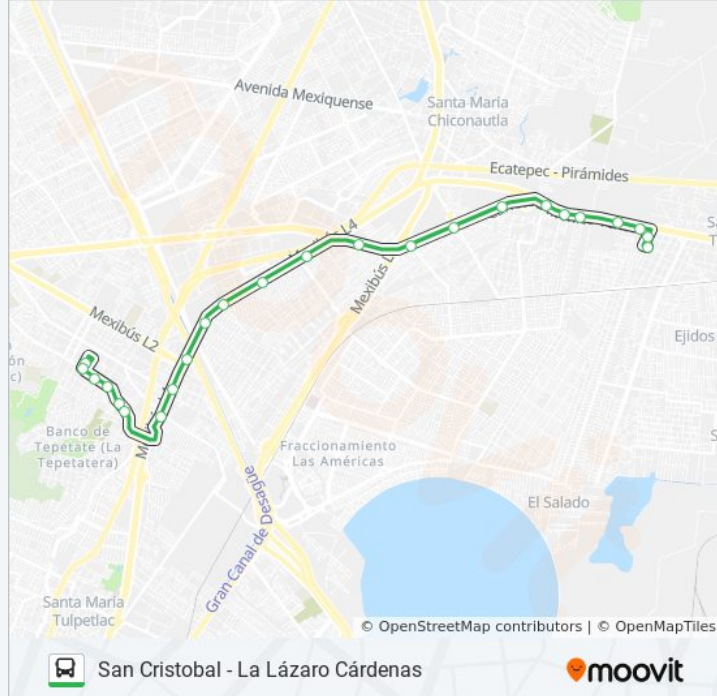 Avenida Mexiquense
Santa Maria
Chiconautla
Ecatepec - Pirámides
L4
Mexibús L
Mexibús L2
Ejidos
Banco de
Tepetate (La
Tepetatera)
Fraccionamiento
Las Américas
El Salado
Gran Canal de Desagüe
Santa María
Tulpetlac
© OpenStreetMap contributors | © OpenMapTiles
San Cristobal - La Lázaro Cárdenas
moovit